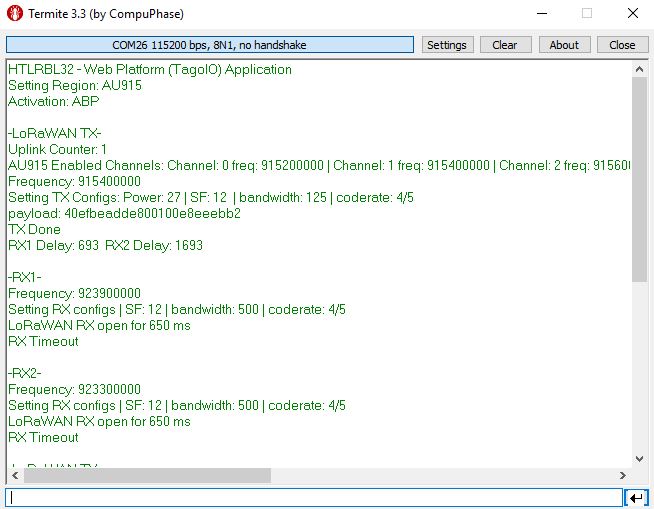 Termite 3.3 (by CompuPhase)
COM26 115200 bps, 8N1, no handshake
Settings
Clear
About
Close
HTLRBL32 - Web Platform (TagoIO) Application
Setting Region: AU915
Activation: ABP
-LoRaWAN TX-
Uplink Counter: 1
AU915 Enabled Channels: Channel: 0 freq: 915200000 | Channel: 1 freq: 915400000 | Channel: 2 freq: 915600
Frequency: 915400000
Setting TX Configs: Power: 27 | SF: 12 | bandwidth: 125 | coderate: 4/5
payload: 40efbeadde800100e8eeebb2
TX Done
RX1 Delay: 693 RX2 Delay: 1693
-RX1-
Frequency: 923900000
Setting RX configs | SF: 12 | bandwidth: 500 | coderate: 4/5
LoRaWAN RX open for 650 ms
RX Timeout
-RX2-
Frequency: 923300000
Setting RX configs | SF: 12 | bandwidth: 500 | coderate: 4/5
LoRaWAN RX open for 650 ms
RX Timeout
-LoRaWAN TX-